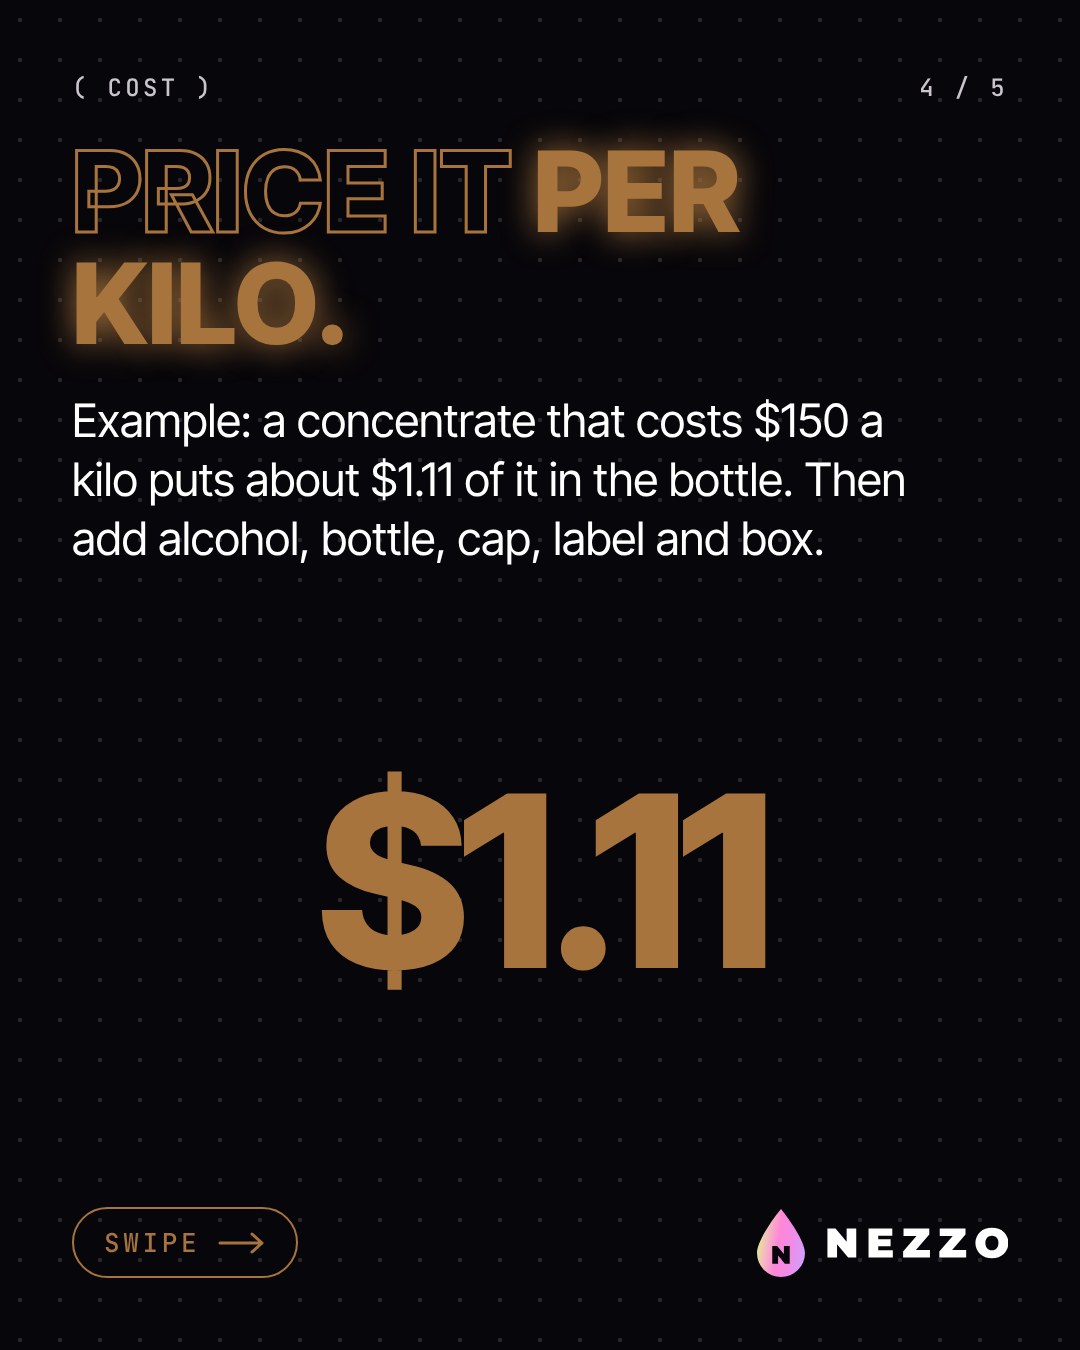 ( COST )
4 / 5
PRICE IT PER
KILO.
Example: a concentrate that costs $150 a
kilo puts about $1.11 of it in the bottle. Then
add alcohol, bottle, cap, label and box.
$1.11
SWIPE →
N NEZZO